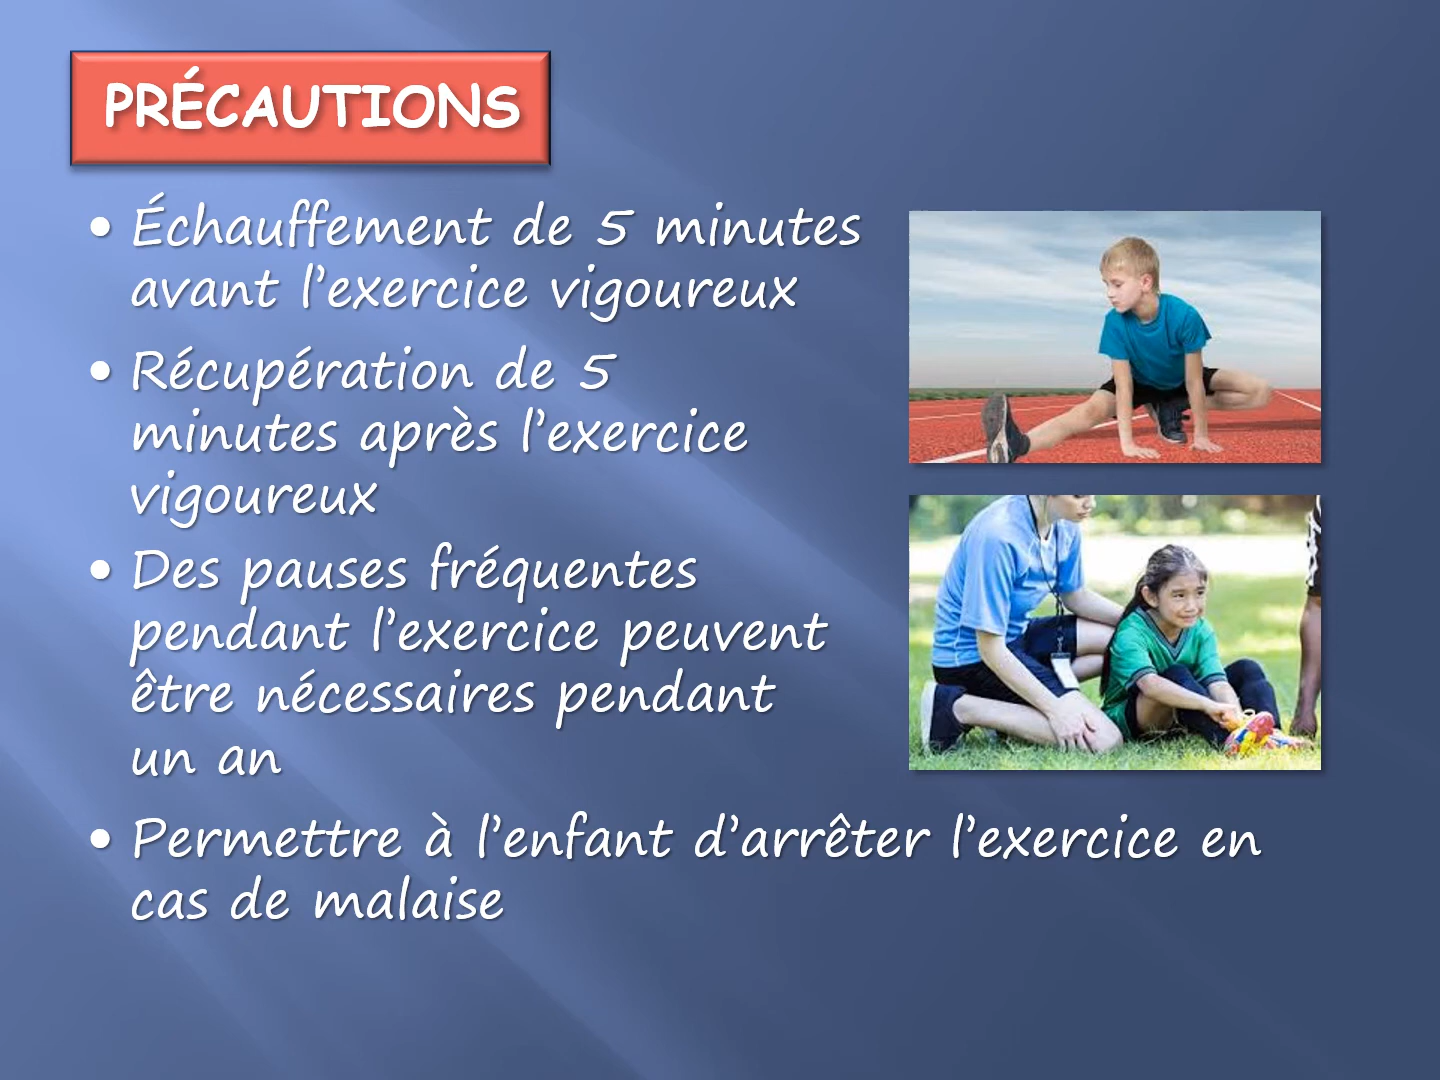 PRÉCAUTIONS
• Échauffement de 5 minutes
avant l’exercice vigoureux
• Récupération de 5
minutes après l’exercice
vigoureux
• Des pauses fréquentes
pendant l’exercice peuvent
être nécessaires pendant
un an
• Permettre à l’enfant d’arrêter l’exercice en
cas de malaise